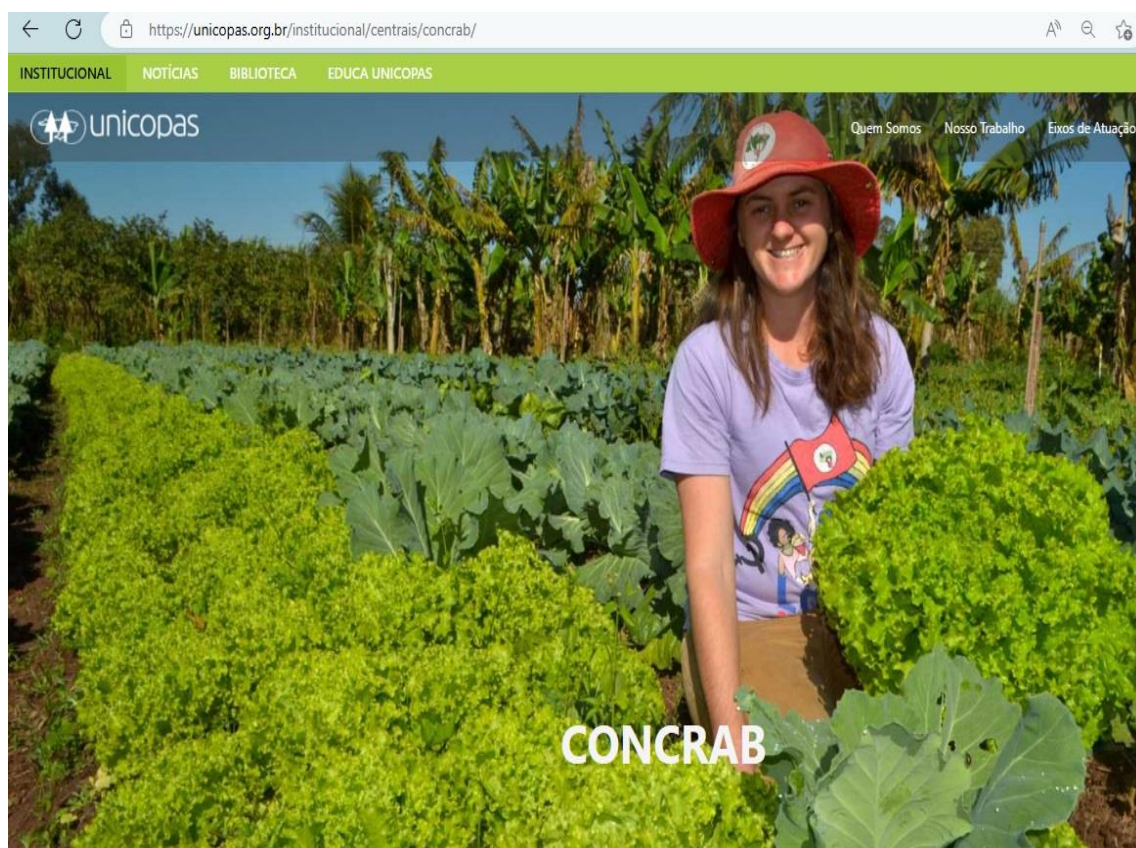 https://unicopas.org.br/institucional/centrais/concrab/
INSTITUCIONAL NOTÍCIAS BIBLIOTECA EDUCA UNICOPAS
unicopas
Quem Somos Nosso Trabalho Eixos de Atuação
CONCRAB